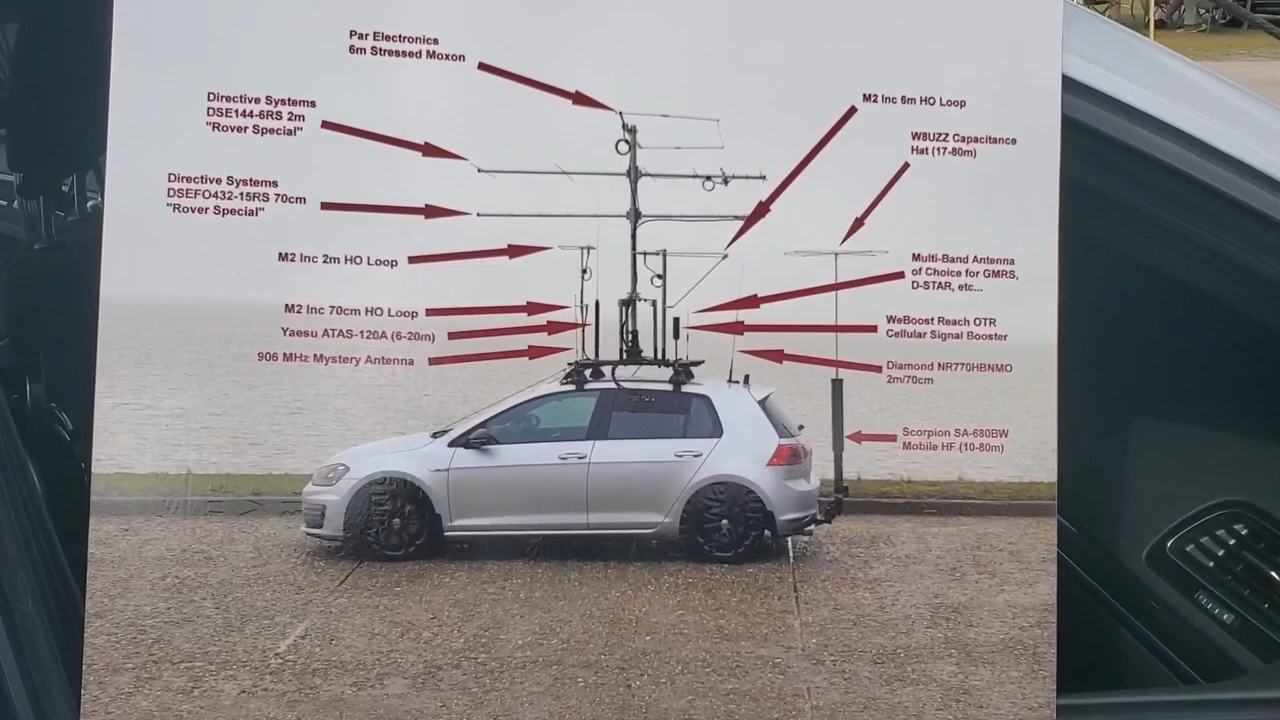 Par Electronics
6m Stressed Moxon
Directive Systems
DSE144-6RS 2m
"Rover Special"
Directive Systems
DSEFO432-15RS 70cm
"Rover Special"
M2 Inc 2m HO Loop
M2 Inc 70cm HO Loop
Yaesu ATAS-120A (6-20m)
906 MHz Mystery Antenna
M2 Inc 6m HO Loop
W8UZZ Capacitance
Hat (17-80m)
Multi-Band Antenna
of Choice for GMRS,
D-STAR, etc...
WeBoost Reach OTR
Cellular Signal Booster
Diamond NR770HBNMO
2m/70cm
Scorpion SA-680BW
Mobile HF (10-80m)